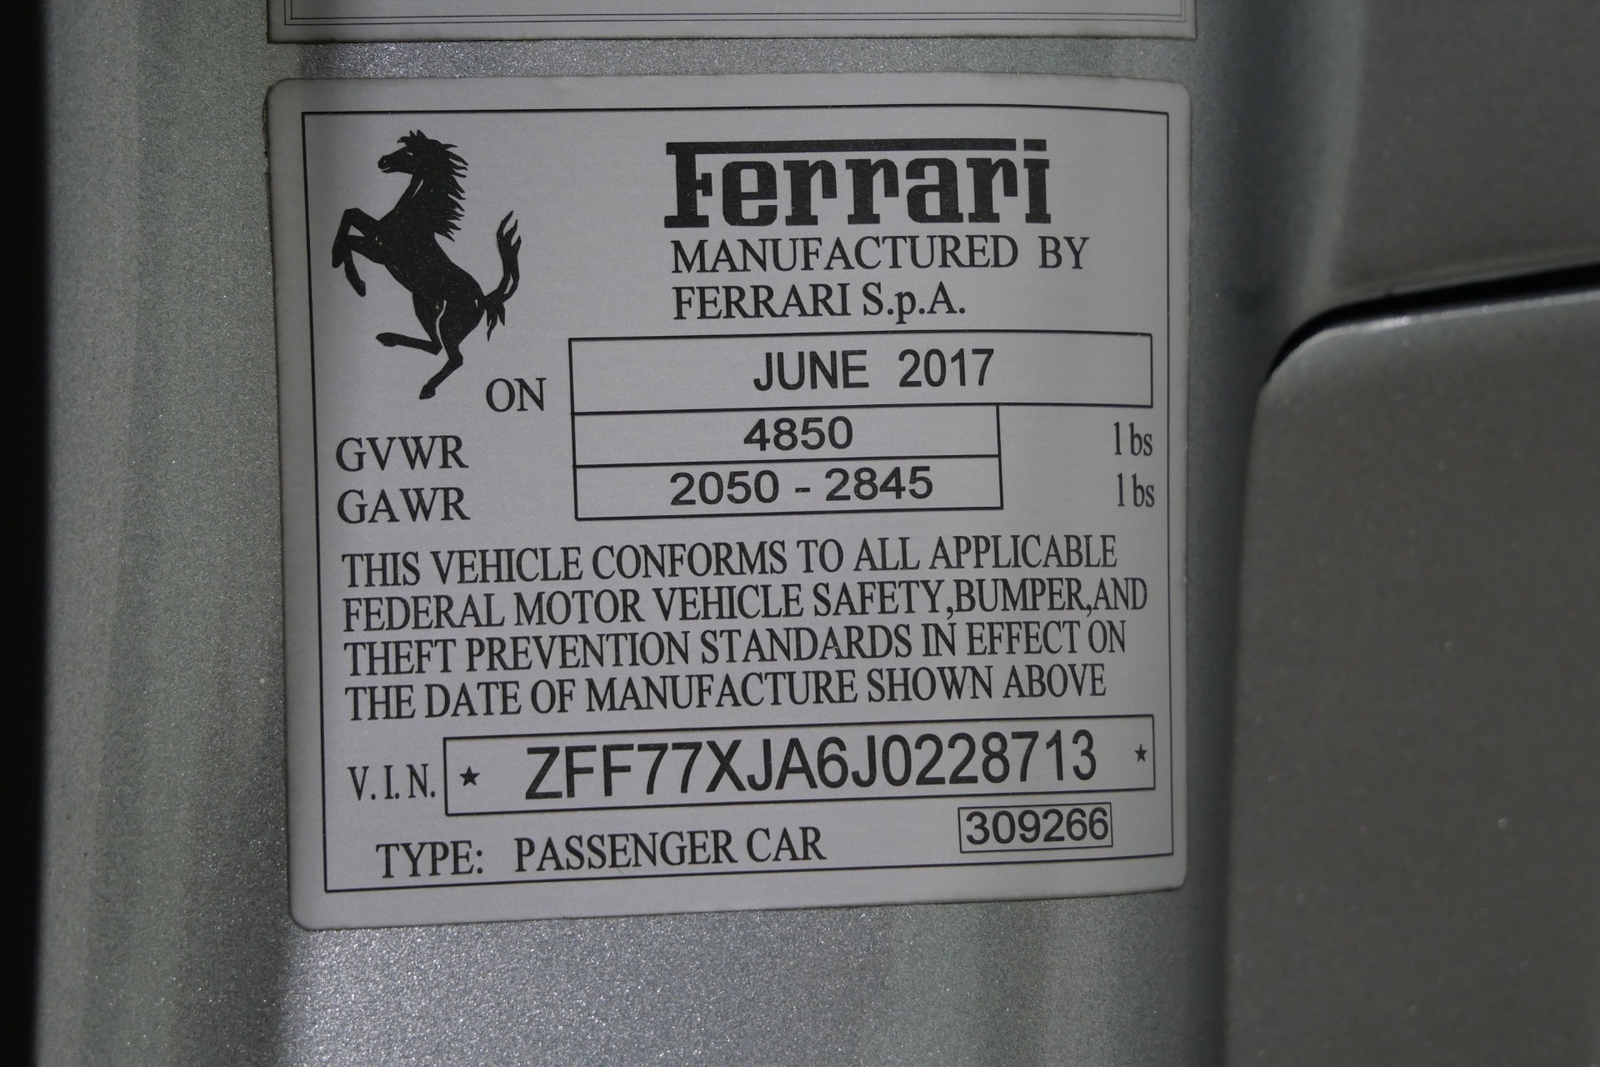 Ferrari
MANUFACTURED BY
FERRARI S.p.A.
ON JUNE 2017
GVWR 4850 lbs
GAWR 2050 - 2845 lbs
THIS VEHICLE CONFORMS TO ALL APPLICABLE
FEDERAL MOTOR VEHICLE SAFETY,BUMPER,AND
THEFT PREVENTION STANDARDS IN EFFECT ON
THE DATE OF MANUFACTURE SHOWN ABOVE
V.I.N. ★ ZFF77XJA6J0228713 ★
TYPE: PASSENGER CAR 309266